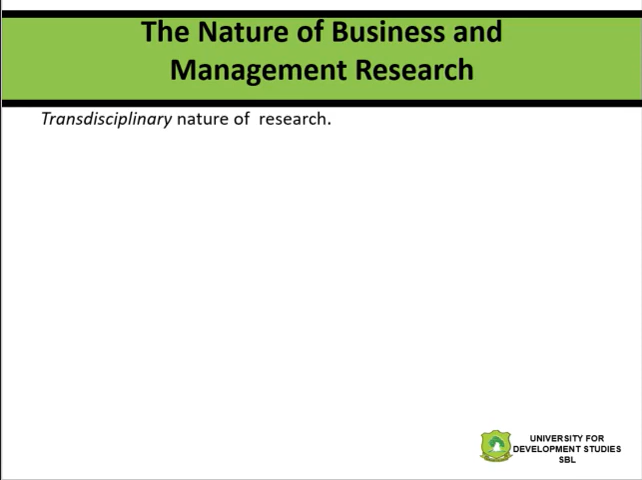 The Nature of Business and
Management Research
Transdisciplinary nature of research.
UNIVERSITY FOR
DEVELOPMENT STUDIES
SBL